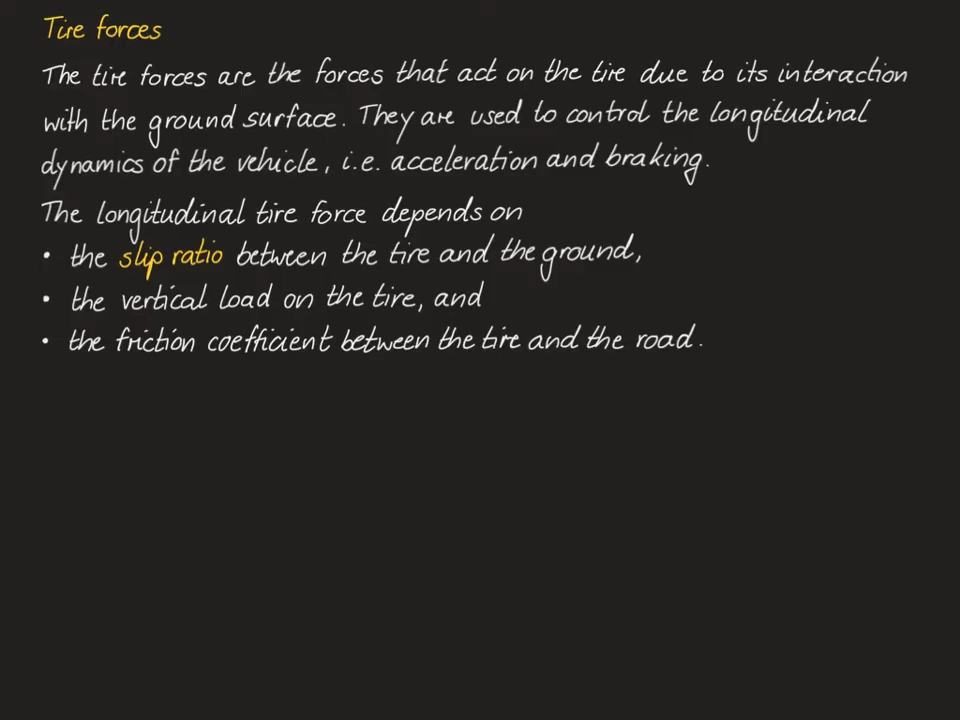 Tire forces
The tire forces are the forces that act on the tire due to its interaction
with the ground surface. They are used to control the longitudinal
dynamics of the vehicle, i.e. acceleration and braking.
The longitudinal tire force depends on
• the slip ratio between the tire and the ground,
• the vertical load on the tire, and
• the friction coefficient between the tire and the road.